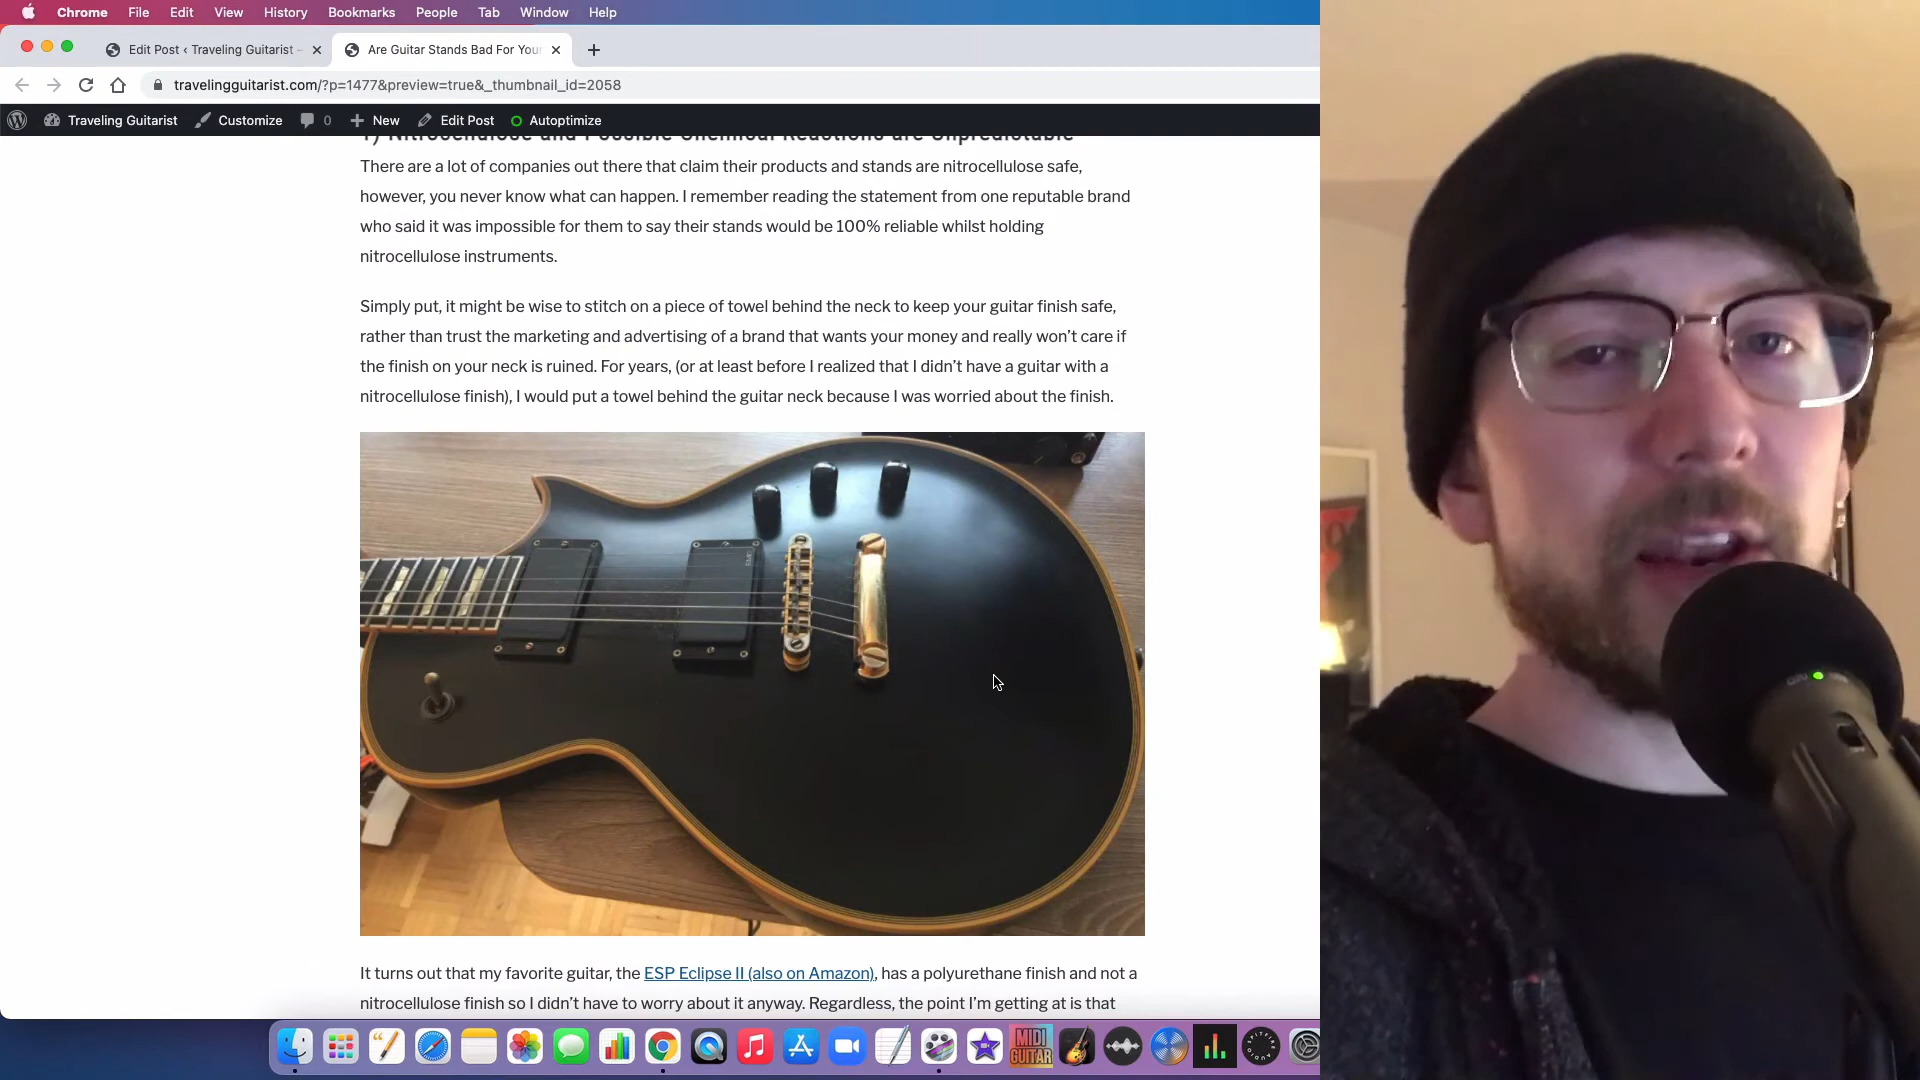 Chrome File Edit View History Bookmarks People Tab Window Help
Edit Post ‹ Traveling Guitarist –
Are Guitar Stands Bad For Your
travelingguitarist.com/?p=1477&preview=true&_thumbnail_id=2058
Traveling Guitarist Customize 0 New Edit Post Autoptimize
1) Nitrocellulose and Possible Chemical Reactions are Unpredictable
There are a lot of companies out there that claim their products and stands are nitrocellulose safe,
however, you never know what can happen. I remember reading the statement from one reputable brand
who said it was impossible for them to say their stands would be 100% reliable whilst holding
nitrocellulose instruments.
Simply put, it might be wise to stitch on a piece of towel behind the neck to keep your guitar finish safe,
rather than trust the marketing and advertising of a brand that wants your money and really won’t care if
the finish on your neck is ruined. For years, (or at least before I realized that I didn’t have a guitar with a
nitrocellulose finish), I would put a towel behind the guitar neck because I was worried about the finish.
It turns out that my favorite guitar, the ESP Eclipse II (also on Amazon), has a polyurethane finish and not a
nitrocellulose finish so I didn’t have to worry about it anyway. Regardless, the point I’m getting at is that
MIDI
GUITAR